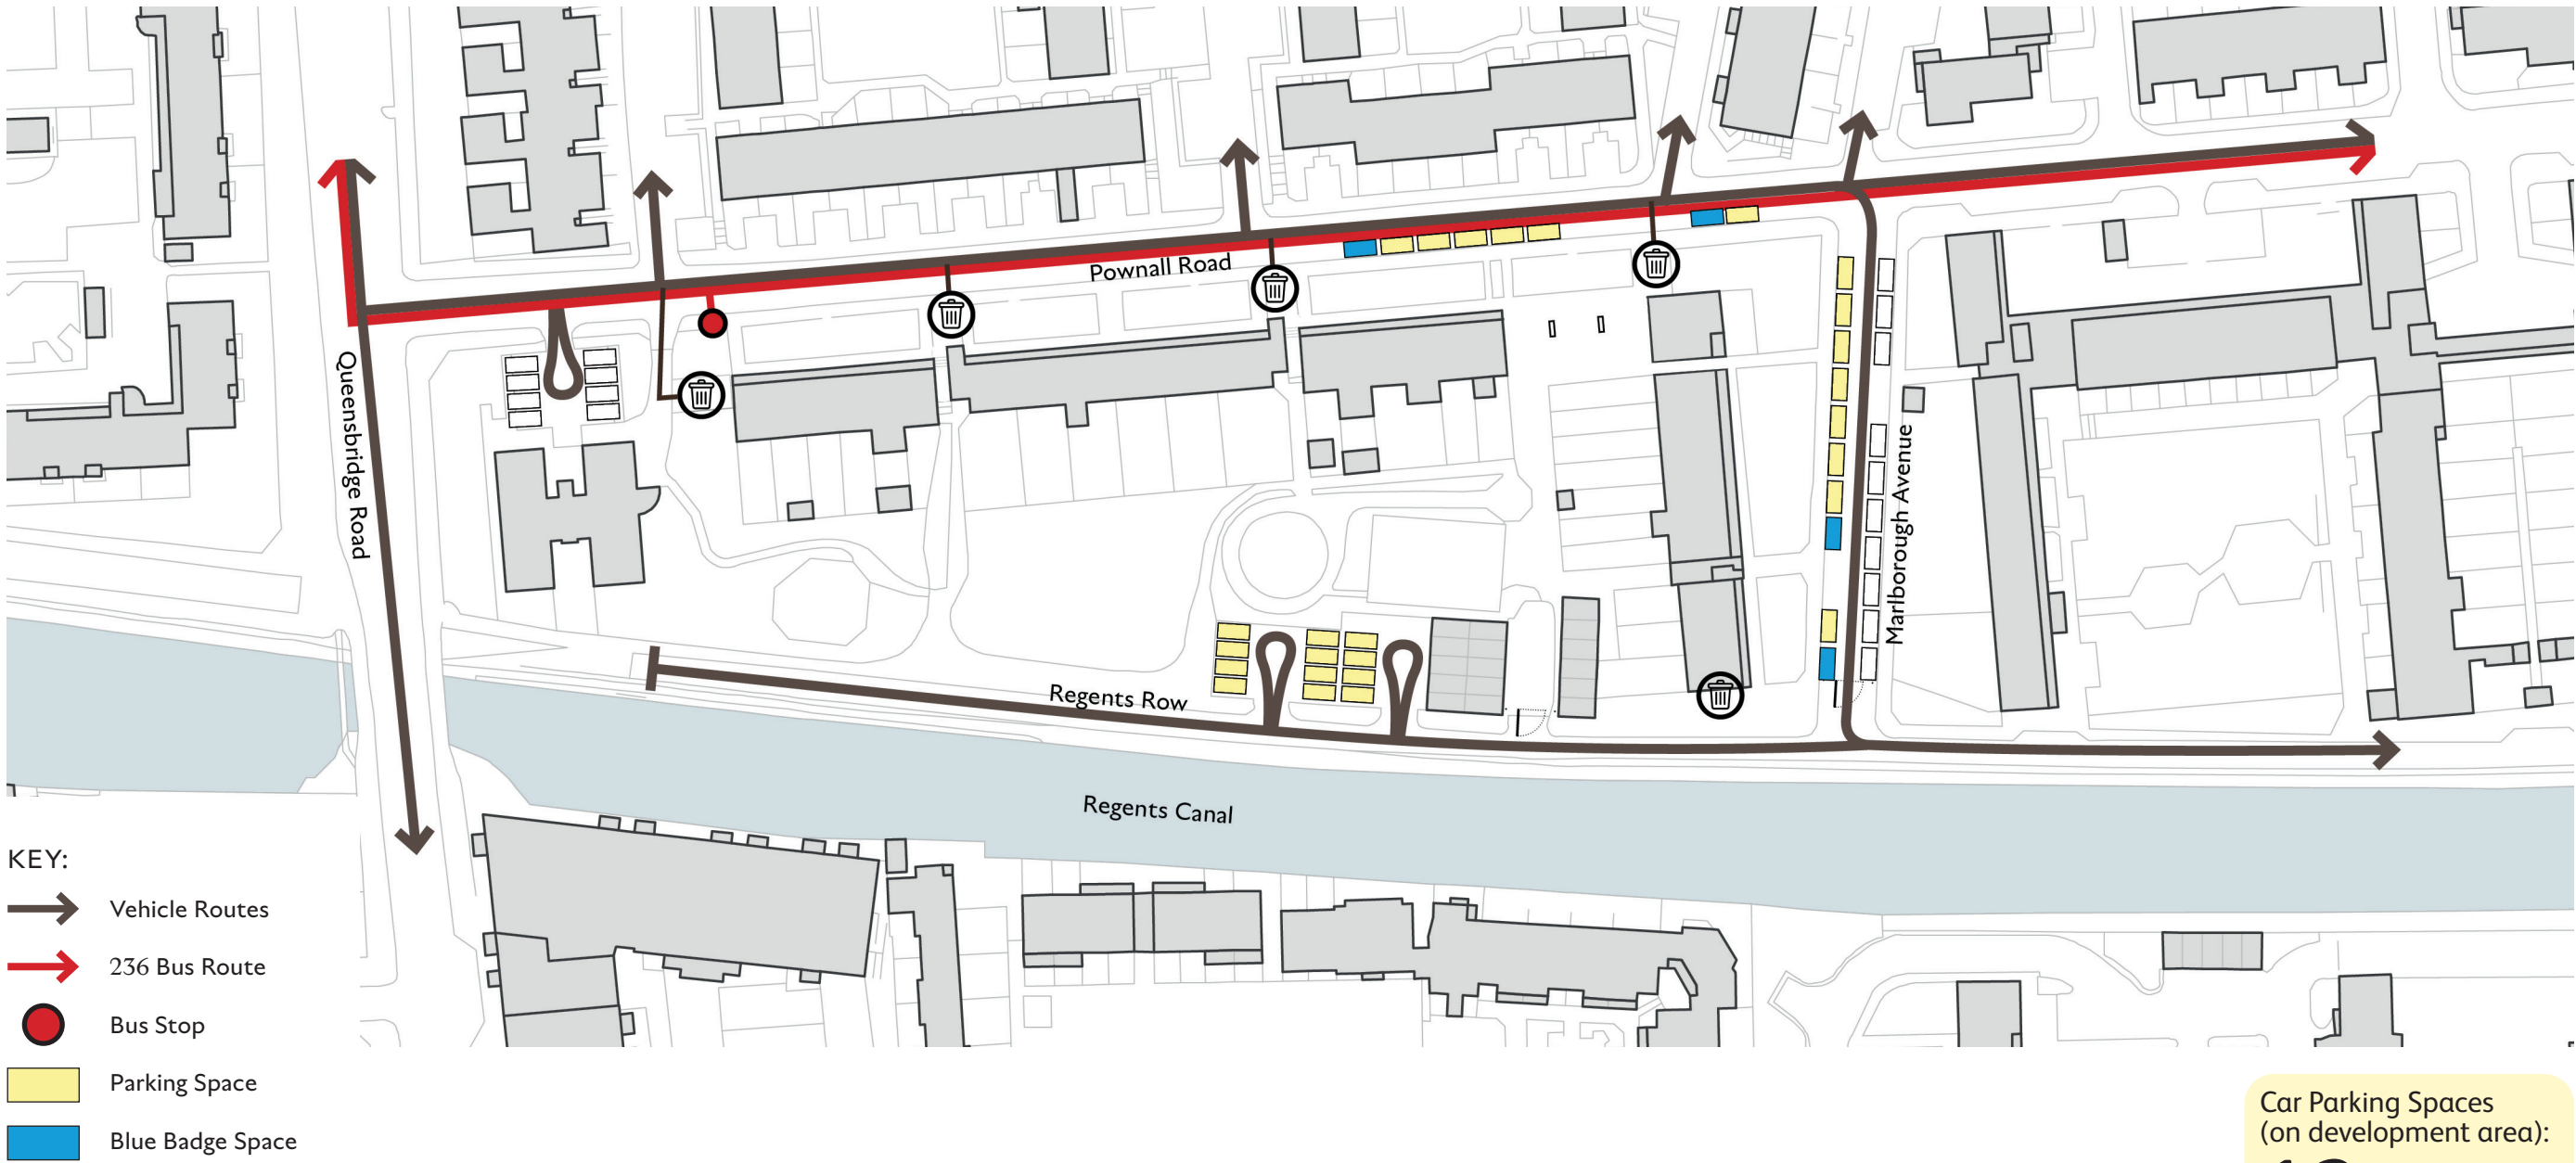 Pownall Road
Queensbridge Road
Marlborough Avenue
Regents Row
Regents Canal
KEY:
Vehicle Routes
236 Bus Route
Bus Stop
Parking Space
Blue Badge Space
Car Parking Spaces
(on development area):